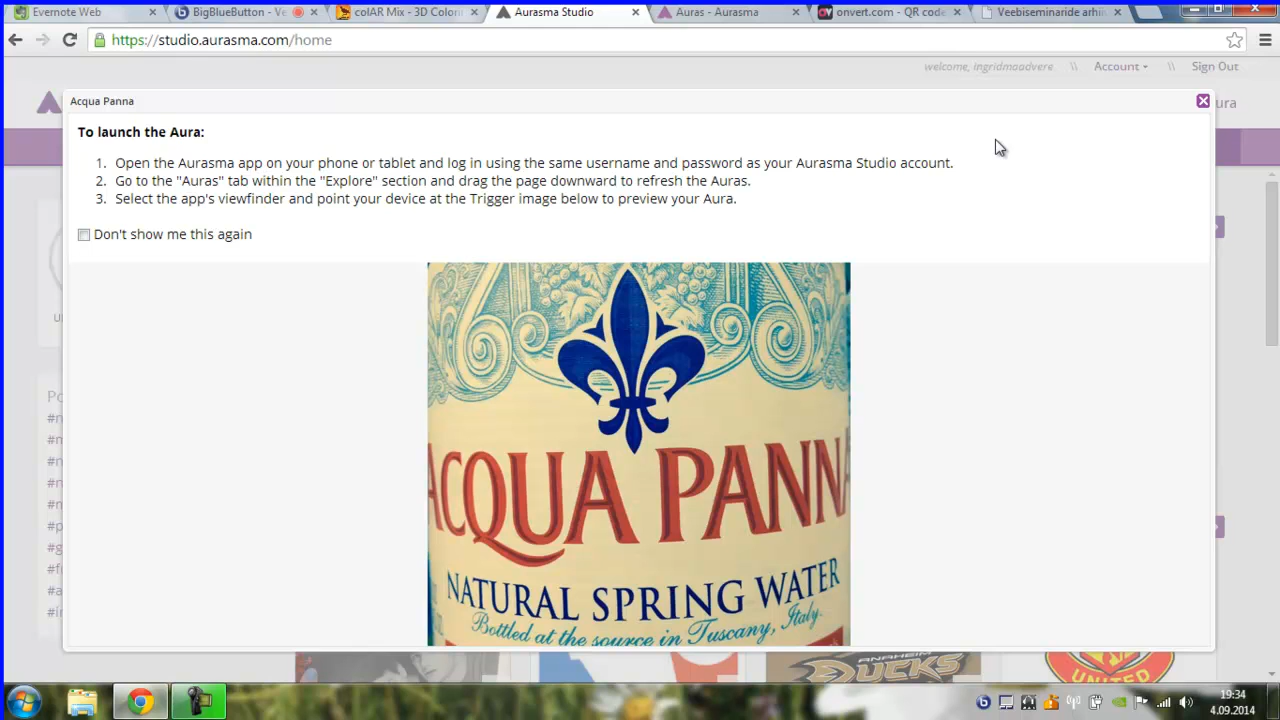 Evernote Web
BigBlueButton - Ve
colAR Mix - 3D Colori
Aurasma Studio
Auras - Aurasma
onvert.com - QR code
Veebiseminaride arhi
https://studio.aurasma.com/home
welcome, ingridmaadvere \\ Account \\ Sign Out
Acqua Panna
ura
To launch the Aura:
1. Open the Aurasma app on your phone or tablet and log in using the same username and password as your Aurasma Studio account.
2. Go to the "Auras" tab within the "Explore" section and drag the page downward to refresh the Auras.
3. Select the app's viewfinder and point your device at the Trigger image below to preview your Aura.
Don't show me this again
ACQUA PANNA
NATURAL SPRING WATER
Bottled at the source in Tuscany, Italy.
Po
#n
#n
#n
#n
#p
#g
#f
#a
#in
ANAHEIM
DUCKS
UNITED
19:34
4.09.2014